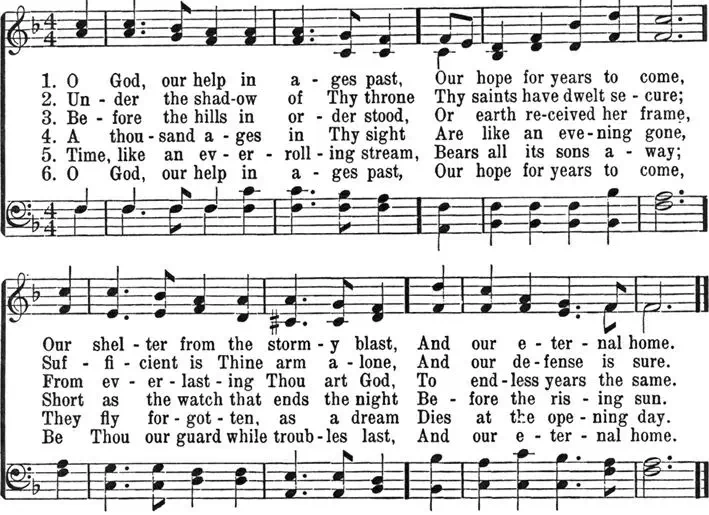 1. O God, our help in a - ges past, Our hope for years to come,
2. Un - der the shad-ow of Thy throne Thy saints have dwelt se - cure;
3. Be - fore the hills in or - der stood, Or earth re-ceived her frame,
4. A thou - sand a - ges in Thy sight Are like an eve - ning gone,
5. Time, like an ev - er - roll - ing stream, Bears all its sons a - way;
6. O God, our help in a - ges past, Our hope for years to come,
Our shel - ter from the storm - y blast, And our e - ter - nal home.
Suf - fi - cient is Thine arm a - lone, And our de - fense is sure.
From ev - er - last - ing Thou art God, To end - less years the same.
Short as the watch that ends the night Be - fore the ris - ing sun.
They fly for - got - ten, as a dream Dies at the ope - ning day.
Be Thou our guard while troub - les last, And our e - ter - nal home.